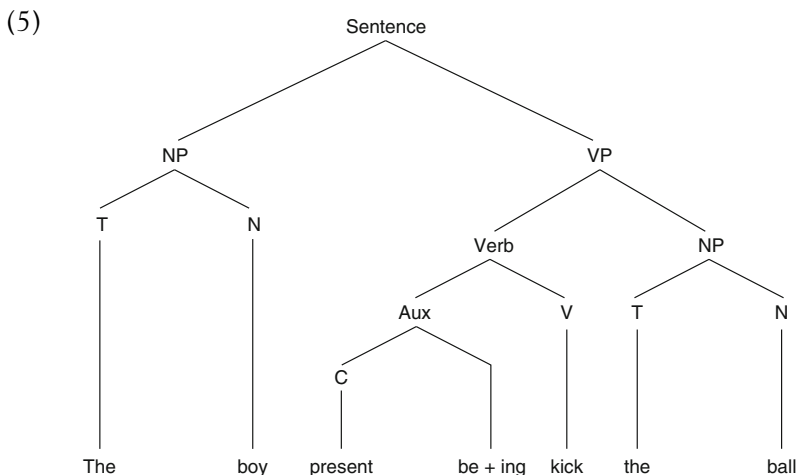 (5)
Sentence
NP VP
T N Verb NP
Aux V T N
C
The boy present be + ing kick the ball